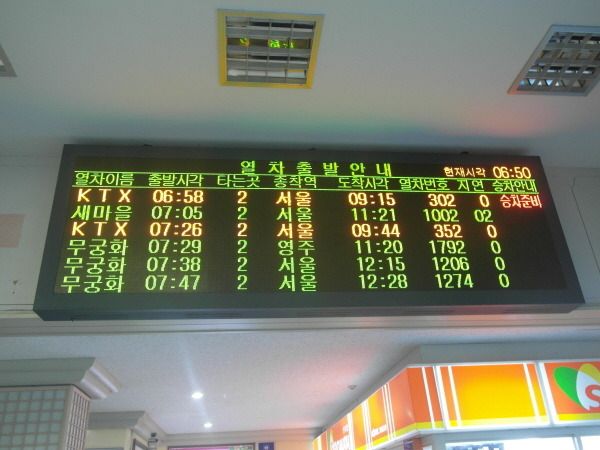 열차출발안내 현재시각 06:50
열차이름 출발시각 타는곳 종착역 도착시각 열차번호 지연 승차안내
KTX 06:58 2 서울 09:15 302 0 승차준비
새마을 07:05 2 서울 11:21 1002 02
KTX 07:26 2 서울 09:44 352 0
무궁화 07:29 2 영주 11:20 1792 0
무궁화 07:38 2 서울 12:15 1206 0
무궁화 07:47 2 서울 12:28 1274 0